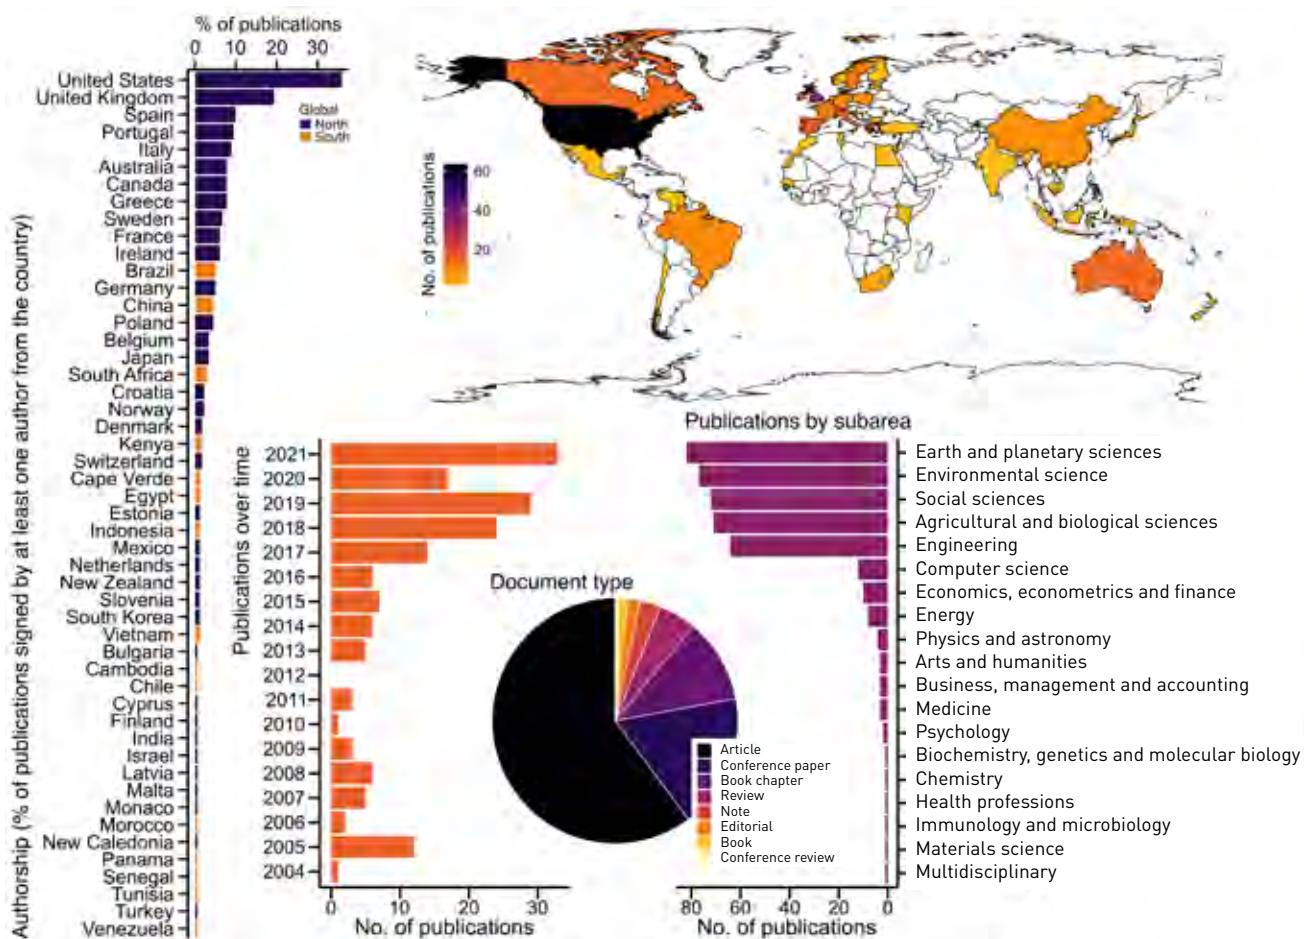 % of publications
0 10 20 30
Authorship (% of publications signed by at least one author from the country)
United States
United Kingdom
Spain
Portugal
Italy
Australia
Canada
Greece
Sweden
France
Ireland
Brazil
Germany
China
Poland
Belgium
Japan
South Africa
Croatia
Norway
Denmark
Kenya
Switzerland
Cape Verde
Egypt
Estonia
Indonesia
Mexico
Netherlands
New Zealand
Slovenia
South Korea
Vietnam
Bulgaria
Cambodia
Chile
Cyprus
Finland
India
Israel
Latvia
Malta
Monaco
Morocco
New Caledonia
Panama
Senegal
Tunisia
Turkey
Venezuela
Global
North
South
No. of publications
60
40
20
Publications over time
2021
2020
2019
2018
2017
2016
2015
2014
2013
2012
2011
2010
2009
2008
2007
2006
2005
2004
0 10 20 30
No. of publications
Document type
Article
Conference paper
Book chapter
Review
Note
Editorial
Book
Conference review
Publications by subarea
Earth and planetary sciences
Environmental science
Social sciences
Agricultural and biological sciences
Engineering
Computer science
Economics, econometrics and finance
Energy
Physics and astronomy
Arts and humanities
Business, management and accounting
Medicine
Psychology
Biochemistry, genetics and molecular biology
Chemistry
Health professions
Immunology and microbiology
Materials science
Multidisciplinary
80 60 40 20 0
No. of publications